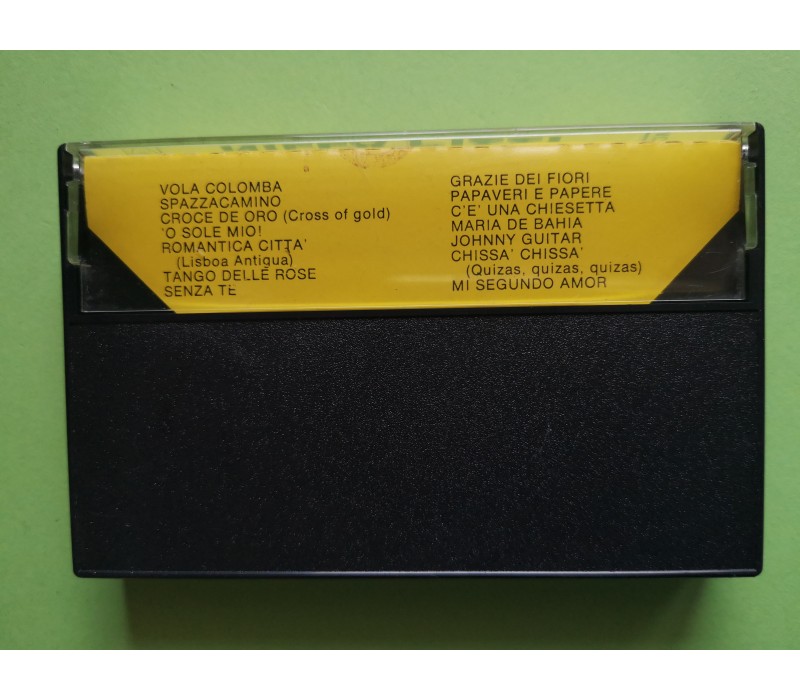 VOLA COLOMBA
SPAZZACAMINO
CROCE DE ORO (Cross of gold)
'O SOLE MIO!
ROMANTICA CITTA'
(Lisboa Antigua)
TANGO DELLE ROSE
SENZA TE
GRAZIE DEI FIORI
PAPAVERI E PAPERE
C'E' UNA CHIESETTA
MARIA DE BAHIA
JOHNNY GUITAR
CHISSA' CHISSA'
(Quizas, quizas, quizas)
MI SEGUNDO AMOR